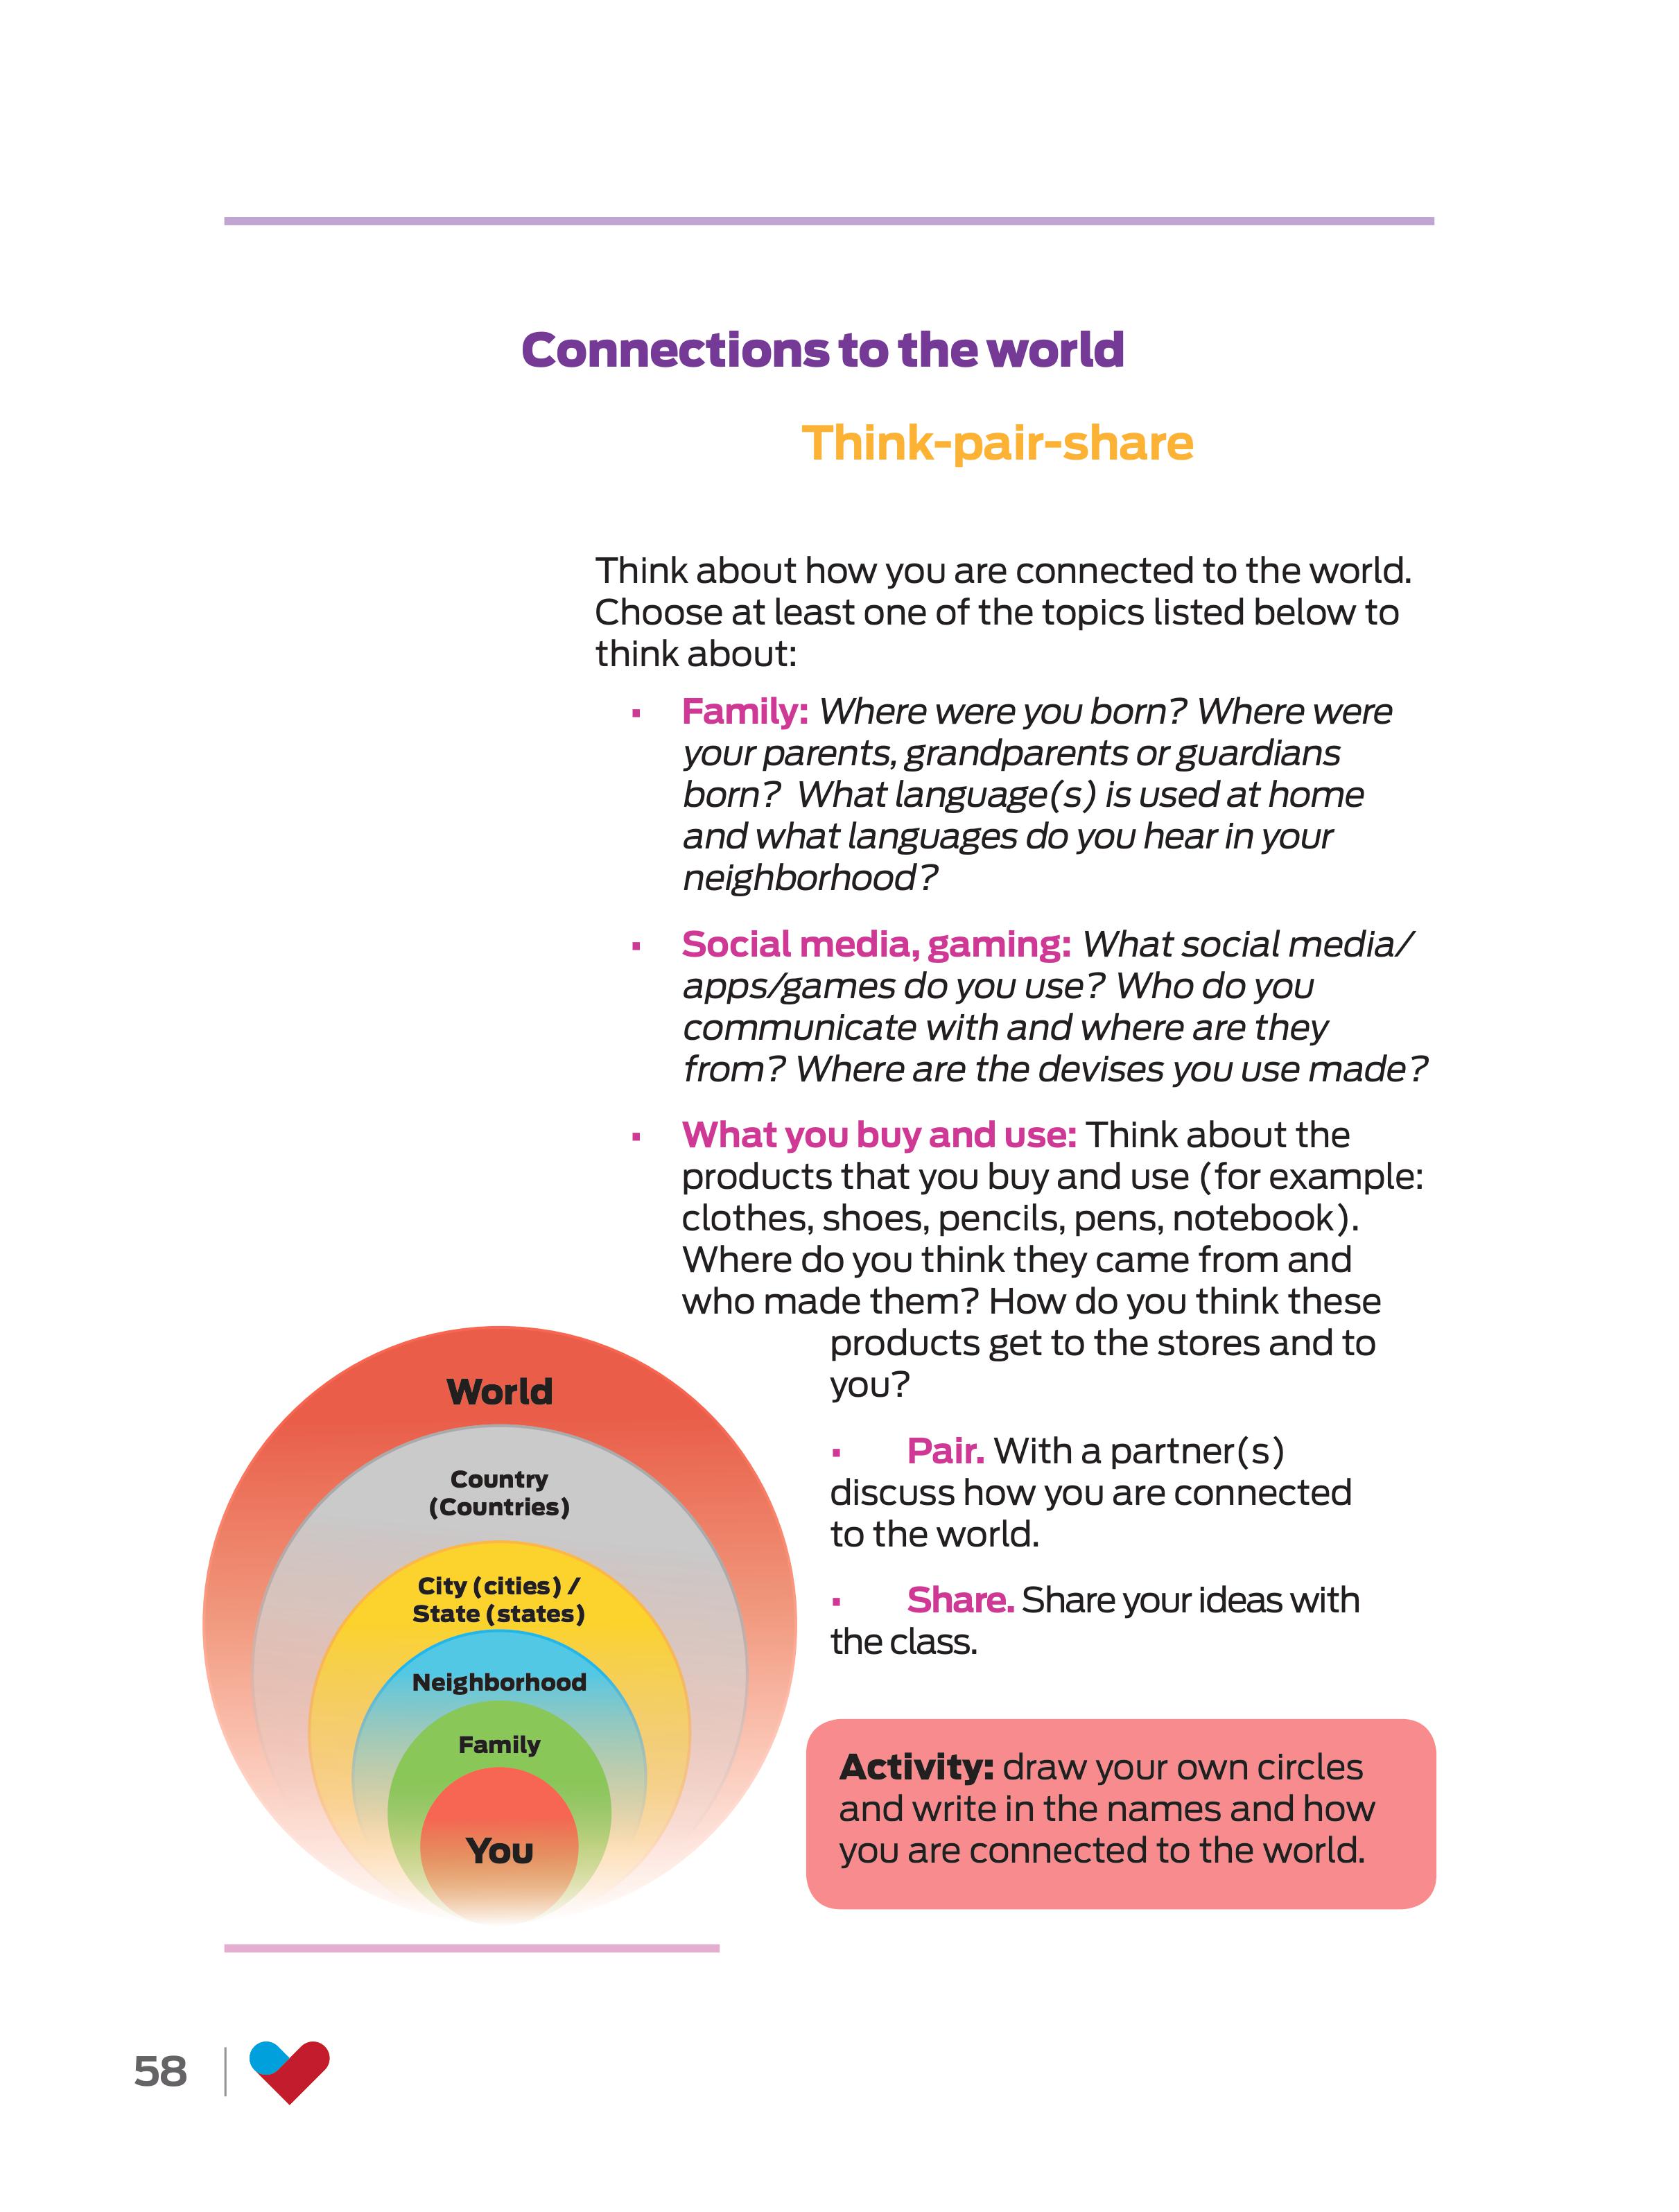 Connections to the world
Think-pair-share
Think about how you are connected to the world.
Choose at least one of the topics listed below to
think about:
▪ Family: Where were you born? Where were
your parents, grandparents or guardians
born?  What language(s) is used at home
and what languages do you hear in your
neighborhood?
▪ Social media, gaming: What social media/
apps/games do you use? Who do you
communicate with and where are they
from? Where are the devises you use made?
▪ What you buy and use: Think about the
products that you buy and use (for example:
clothes, shoes, pencils, pens, notebook).
Where do you think they came from and
who made them? How do you think these
products get to the stores and to
you?
▪ Pair. With a partner(s)
discuss how you are connected
to the world.
▪ Share. Share your ideas with
the class.
World
Country
(Countries)
City (cities) /
State (states)
Neighborhood
Family
You
Activity: draw your own circles
and write in the names and how
you are connected to the world.
58